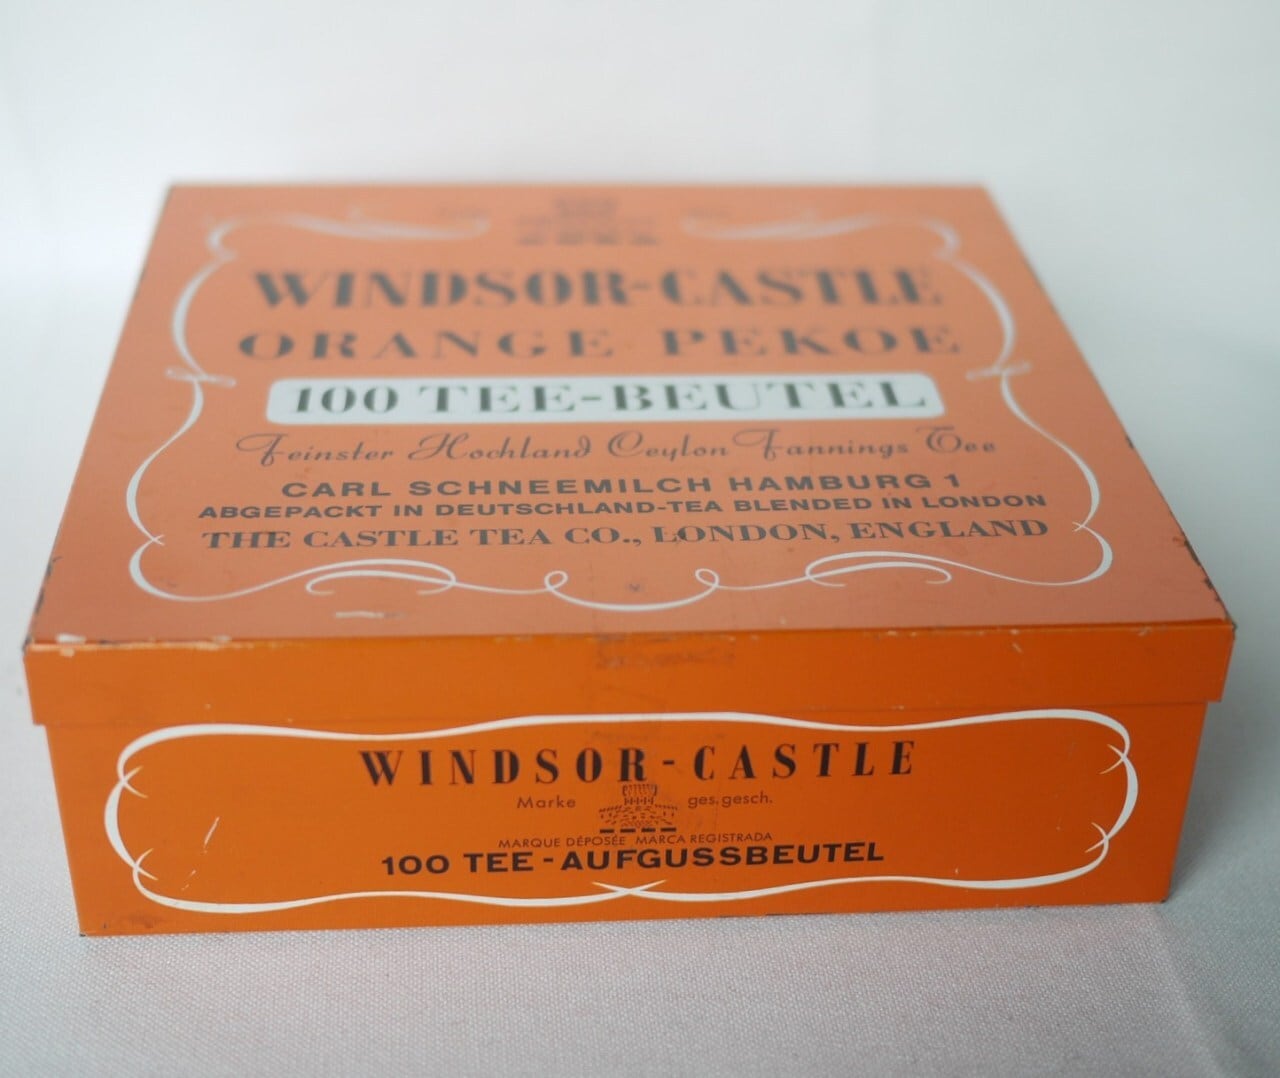 WINDSOR-CASTLE
ORANGE PEKOE
100 TEE-BEUTEL
Feinster Hochland Ceylon Fannings Tee
CARL SCHNEEMILCH HAMBURG 1
ABGEPACKT IN DEUTSCHLAND-TEA BLENDED IN LONDON
THE CASTLE TEA CO., LONDON, ENGLAND
WINDSOR-CASTLE
Marke ges. gesch.
MARQUE DÉPOSÉE MARCA REGISTRADA
100 TEE-AUFGUSSBEUTEL